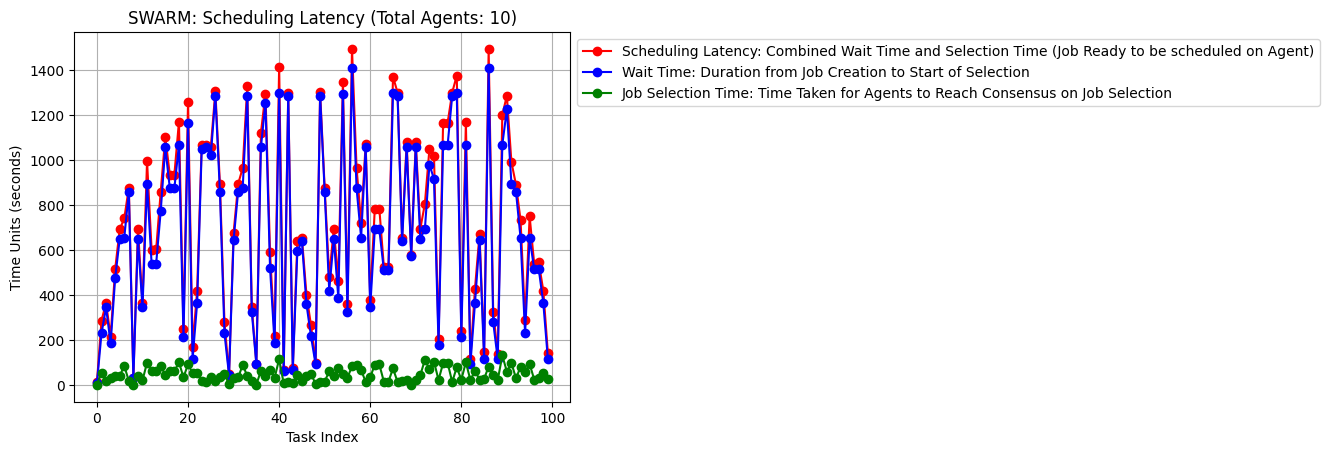 SWARM: Scheduling Latency (Total Agents: 10)
Scheduling Latency: Combined Wait Time and Selection Time (Job Ready to be scheduled on Agent)
Wait Time: Duration from Job Creation to Start of Selection
Job Selection Time: Time Taken for Agents to Reach Consensus on Job Selection
Time Units (seconds)
1400
1200
1000
800
600
400
200
0
0 20 40 60 80 100
Task Index